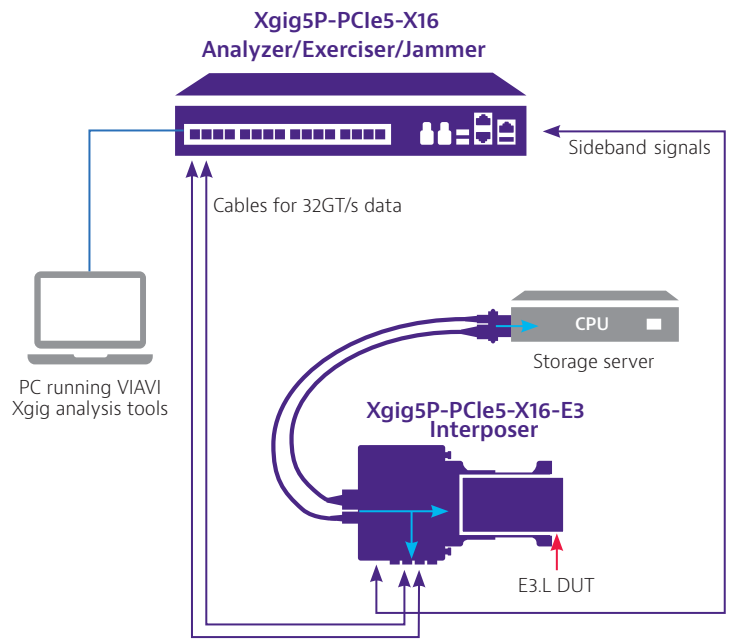 Xgig5P-PCIe5-X16
Analyzer/Exerciser/Jammer
Sideband signals
Cables for 32GT/s data
CPU
Storage server
PC running VIAVI
Xgig analysis tools
Xgig5P-PCIe5-X16-E3
Interposer
E3.L DUT